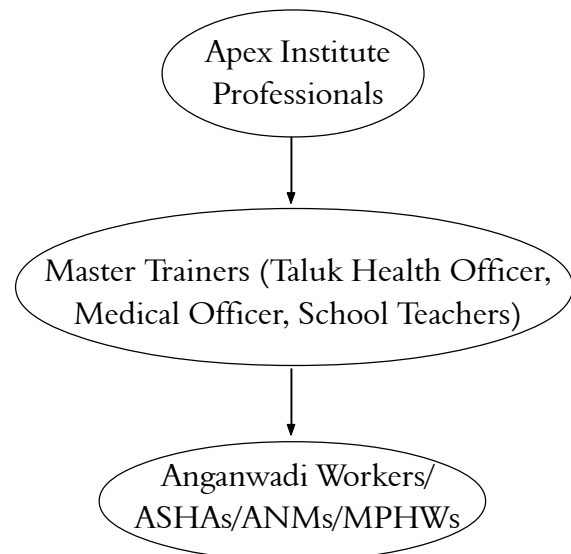 Apex Institute
Professionals
Master Trainers (Taluk Health Officer,
Medical Officer, School Teachers)
Anganwadi Workers/
ASHAs/ANMs/MPHWs